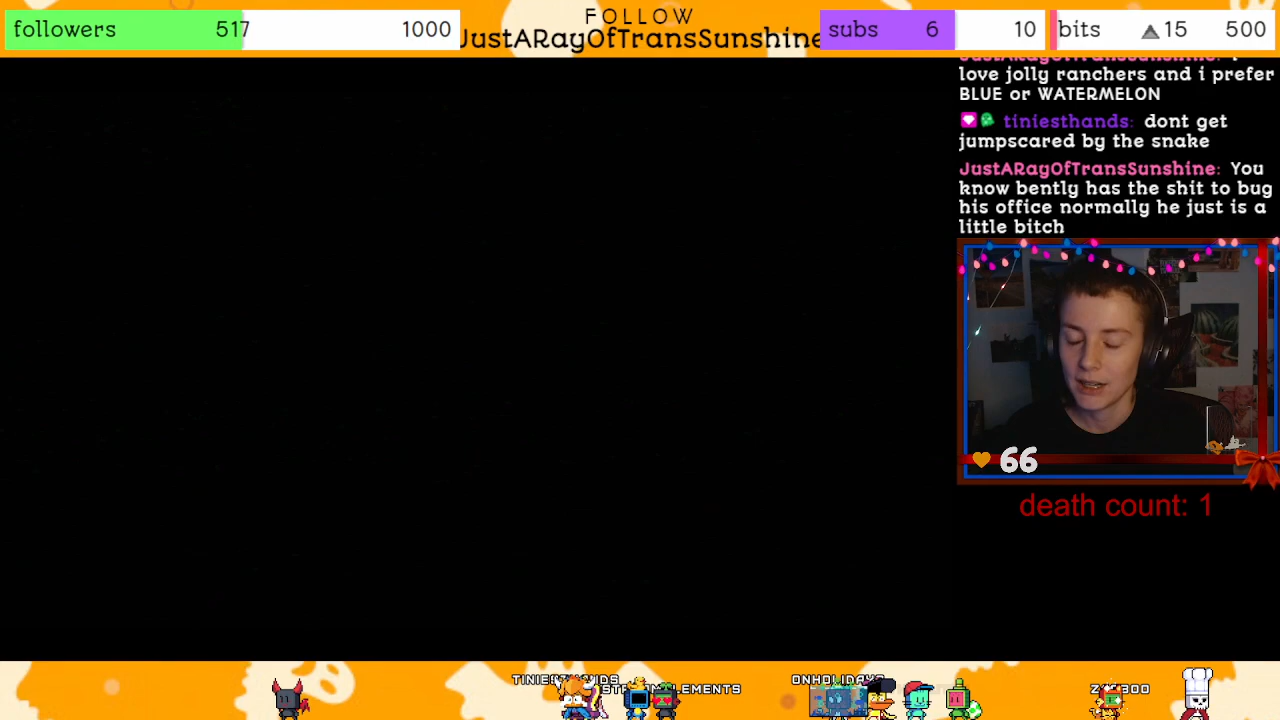 followers 517 1000
FOLLOW
JustARayOfTransSunshine
subs 6 10
bits 15 500
JustARayOfTransSunshine: I
love jolly ranchers and i prefer
BLUE or WATERMELON
tiniesthands: dont get
jumpscared by the snake
JustARayOfTransSunshine: You
know bently has the shit to bug
his office normally he just is a
little bitch
66
death count: 1